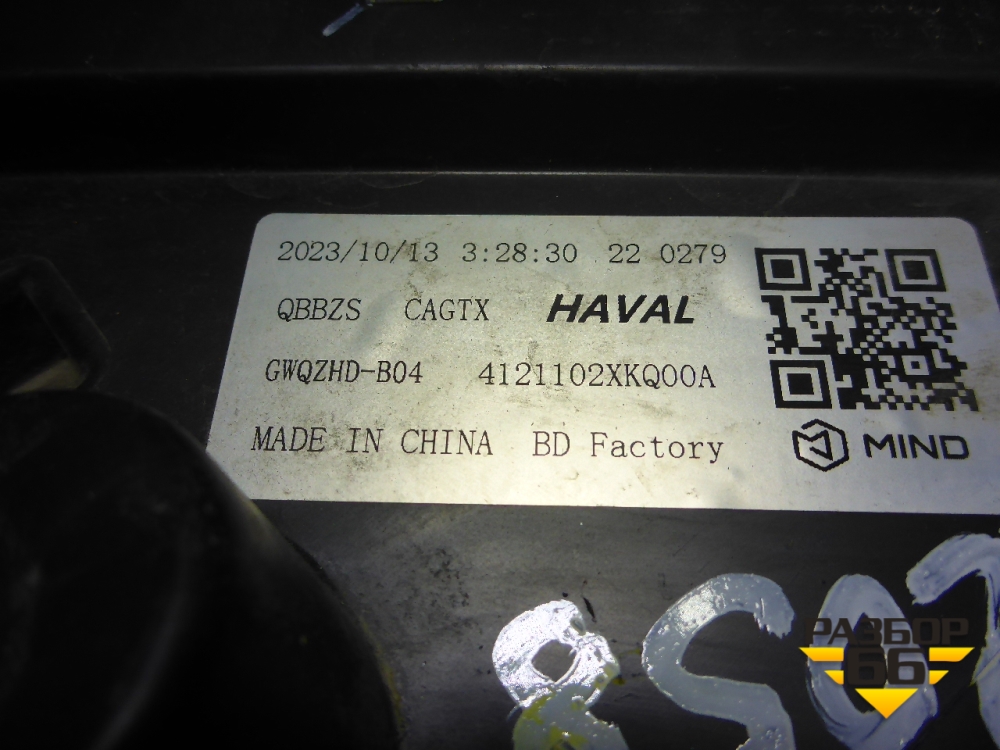 2023/10/13 3:28:30 22 0279
QBBZS CAGTX HAVAL
GWQZHD-B04 4121102XKQ00A
MADE IN CHINA BD Factory MIND
РАЗБОР
66